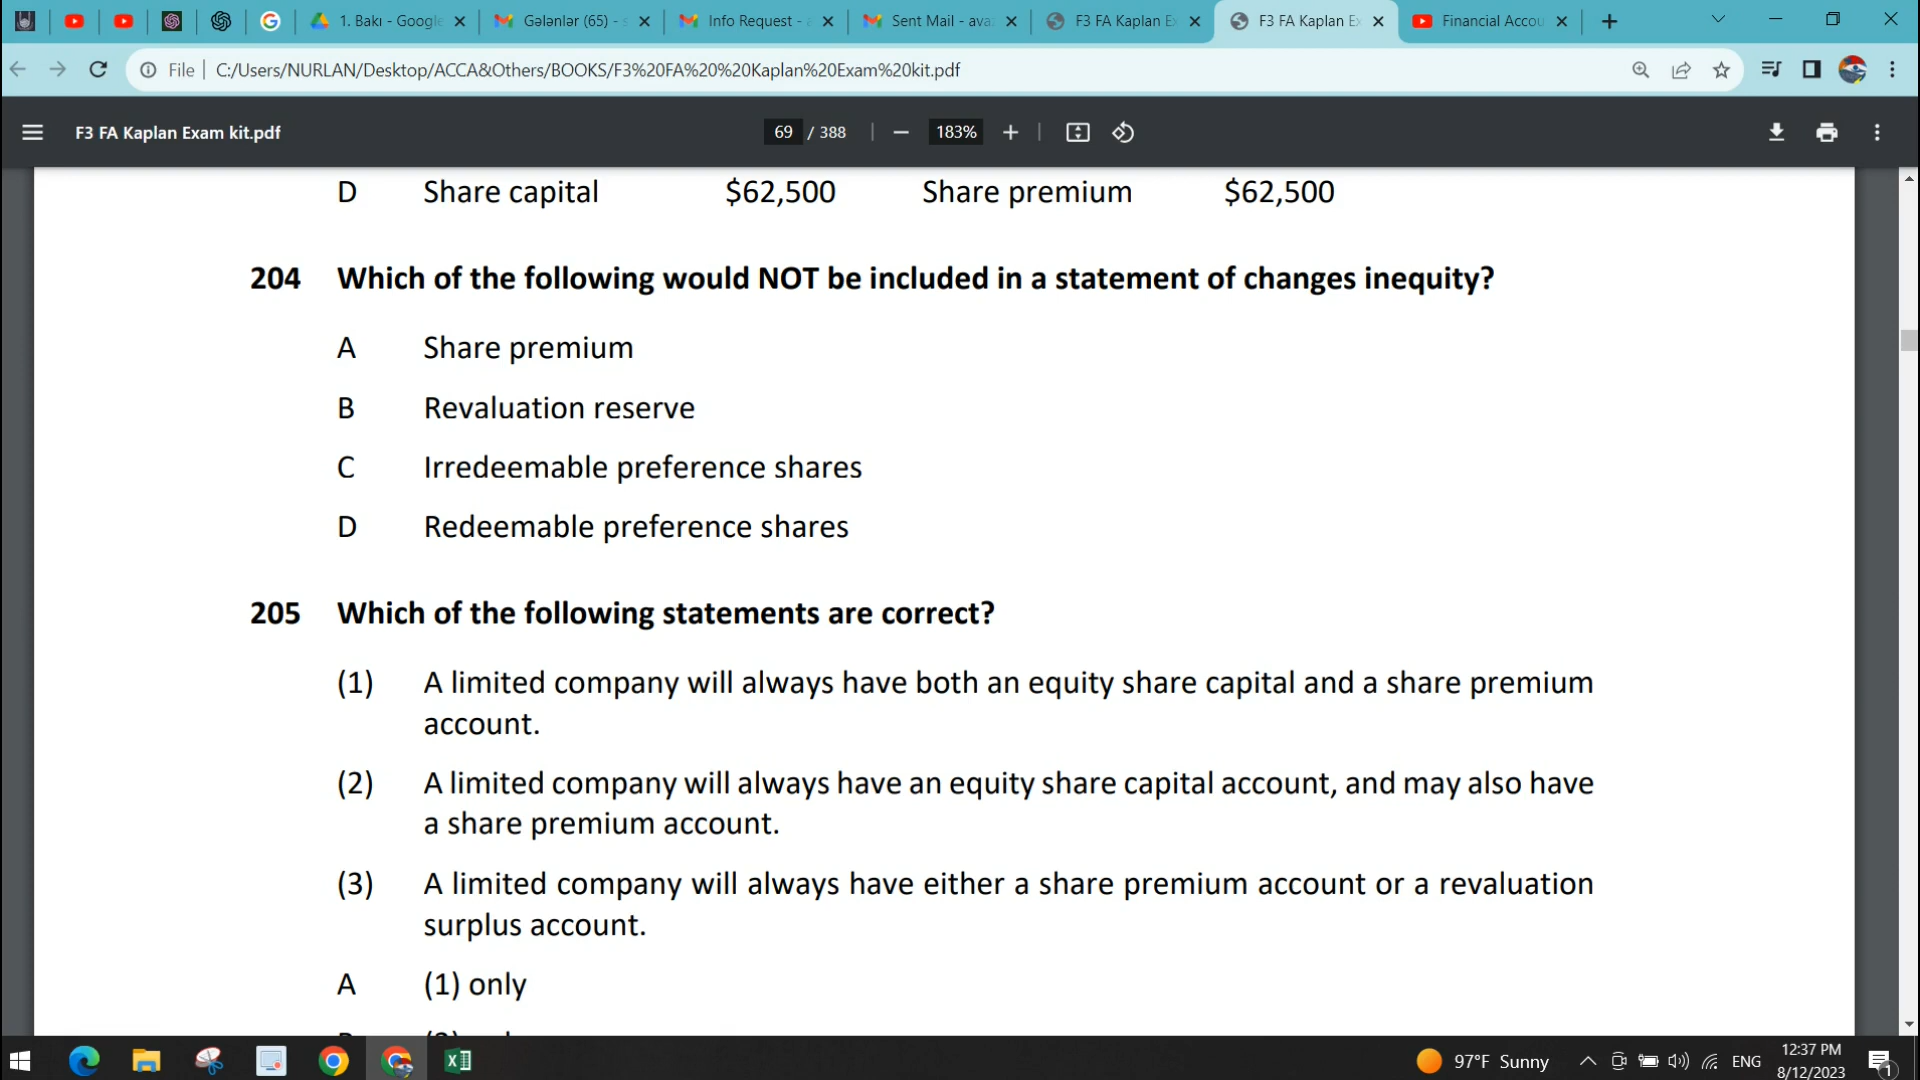 1. Bakı - Google
Gələnlər (65) - s
Info Request - a
Sent Mail - ava
F3 FA Kaplan Ex
F3 FA Kaplan Ex
Financial Accou
File
C:/Users/NURLAN/Desktop/ACCA&Others/BOOKS/F3%20FA%20%20Kaplan%20Exam%20kit.pdf
F3 FA Kaplan Exam kit.pdf
69 / 388
183%
D Share capital $62,500 Share premium $62,500
204 Which of the following would NOT be included in a statement of changes inequity?
A Share premium
B Revaluation reserve
C Irredeemable preference shares
D Redeemable preference shares
205 Which of the following statements are correct?
(1) A limited company will always have both an equity share capital and a share premium
account.
(2) A limited company will always have an equity share capital account, and may also have
a share premium account.
(3) A limited company will always have either a share premium account or a revaluation
surplus account.
A (1) only
97°F Sunny
ENG
12:37 PM
8/12/2023
1